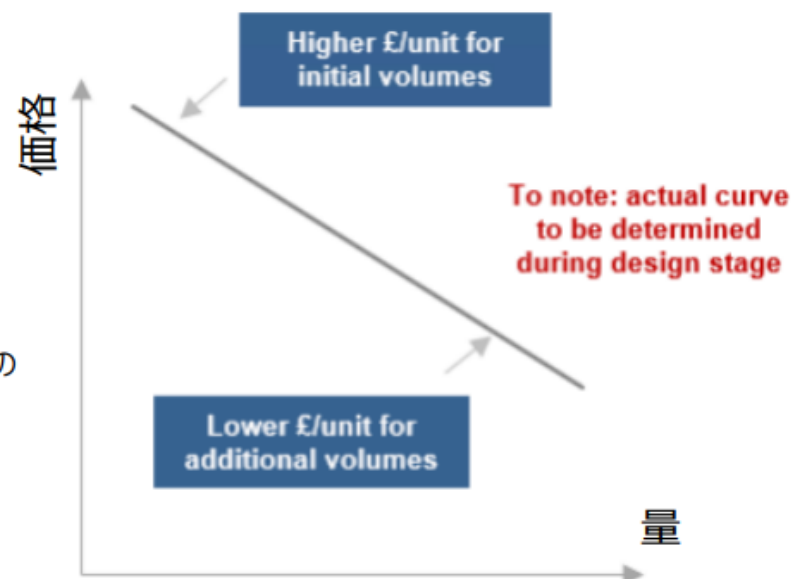 Higher £/unit for
initial volumes
価格
To note: actual curve
to be determined
during design stage
の
Lower £/unit for
additional volumes
量